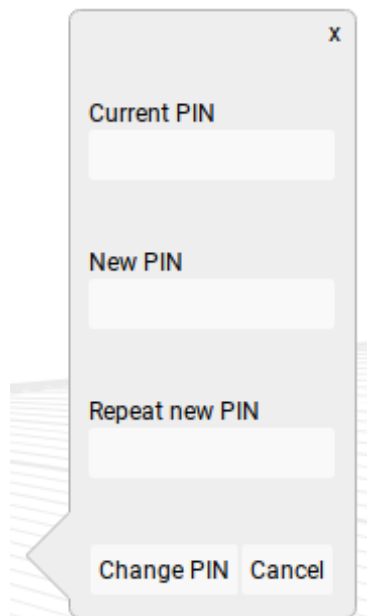 x
Current PIN
New PIN
Repeat new PIN
Change PIN Cancel